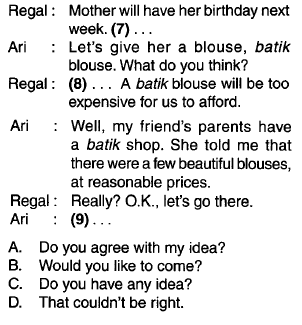 Regal : Mother will have her birthday next
week. (7) ...
Ari : Let's give her a blouse, batik
blouse. What do you think?
Regal : (8) ... A batik blouse will be too
expensive for us to afford.
Ari : Well, my friend's parents have
a batik shop. She told me that
there were a few beautiful blouses,
at reasonable prices.
Regal : Really? O.K., let's go there.
Ari : (9) ...
A. Do you agree with my idea?
B. Would you like to come?
C. Do you have any idea?
D. That couldn't be right.